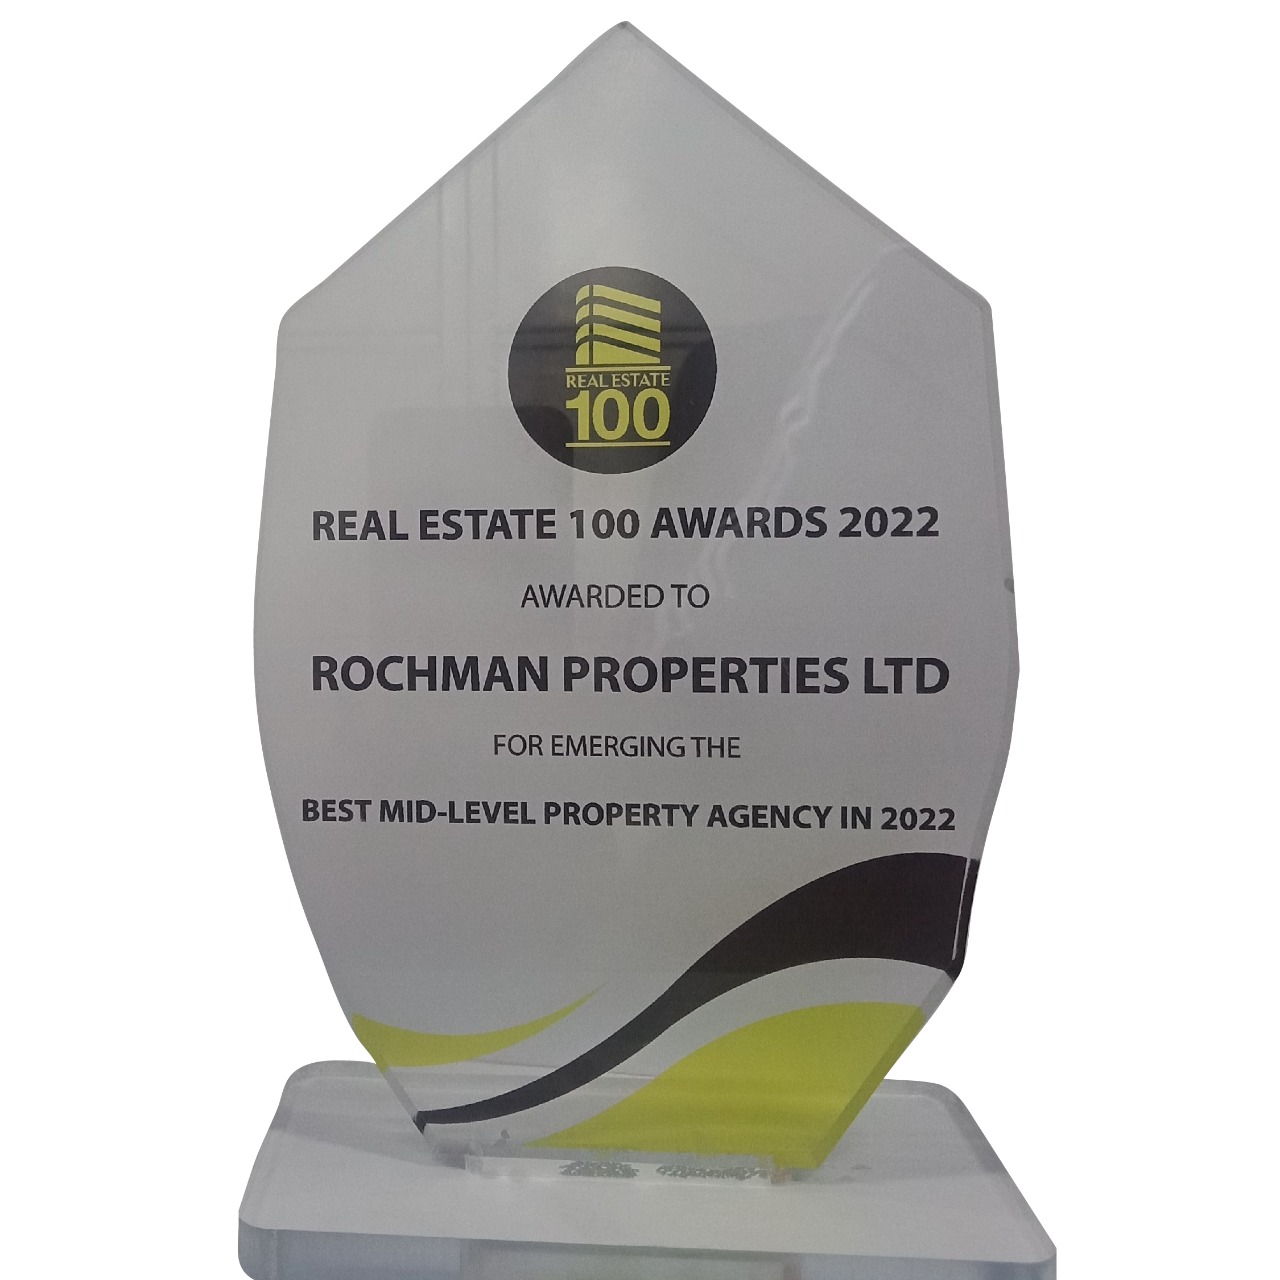 REAL ESTATE
100
REAL ESTATE 100 AWARDS 2022
AWARDED TO
ROCHMAN PROPERTIES LTD
FOR EMERGING THE
BEST MID-LEVEL PROPERTY AGENCY IN 2022